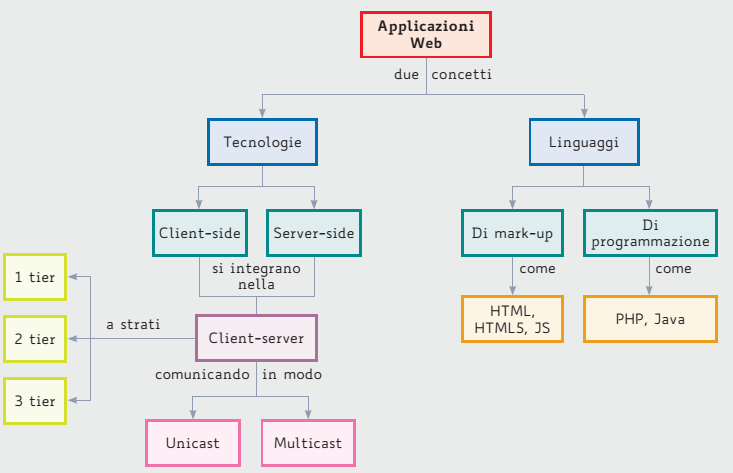 Applicazioni
Web
due concetti
Tecnologie
Linguaggi
Client-side
Server-side
Di mark-up
Di
programmazione
si integrano
nella
come
come
1 tier
HTML,
HTML5, JS
PHP, Java
a strati
2 tier
Client-server
comunicando in modo
3 tier
Unicast
Multicast